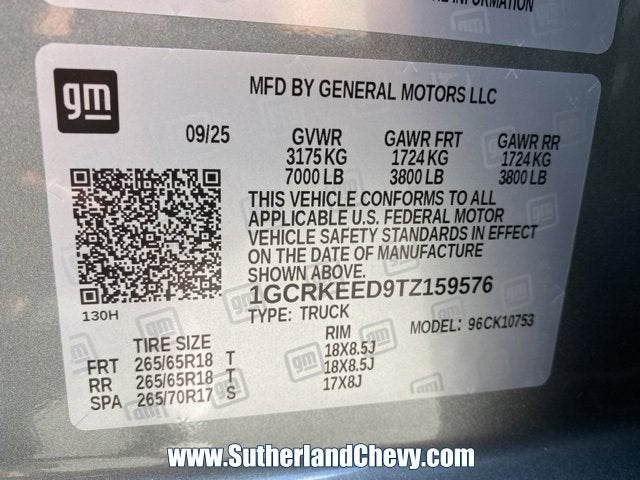 INFORMATION
gm
MFD BY GENERAL MOTORS LLC
09/25 GVWR GAWR FRT GAWR RR
3175 KG 1724 KG 1724 KG
7000 LB 3800 LB 3800 LB
THIS VEHICLE CONFORMS TO ALL
APPLICABLE U.S. FEDERAL MOTOR
VEHICLE SAFETY STANDARDS IN EFFECT
ON THE DATE OF MANUFACTURE
SHOWN ABOVE.
1GCRKEED9TZ159576
130H
TYPE: TRUCK MODEL: 96CK10753
TIRE SIZE RIM
FRT 265/65R18 T 18X8.5J
RR 265/65R18 T 18X8.5J
SPA 265/70R17 S 17X8J
www.SutherlandChevy.com